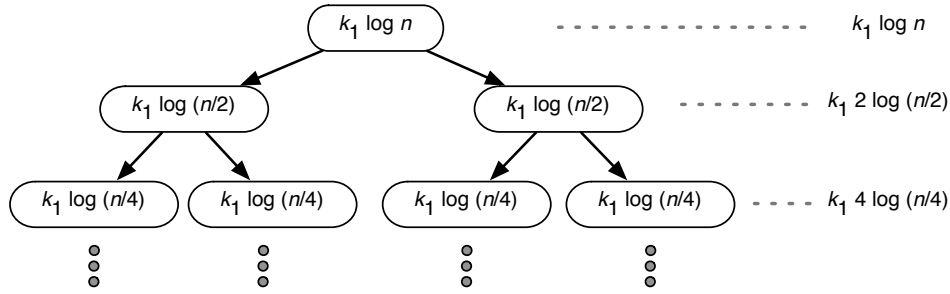 k₁ log n k₁ log n
k₁ log (n/2) k₁ log (n/2) k₁ 2 log (n/2)
k₁ log (n/4) k₁ log (n/4) k₁ log (n/4) k₁ log (n/4) k₁ 4 log (n/4)